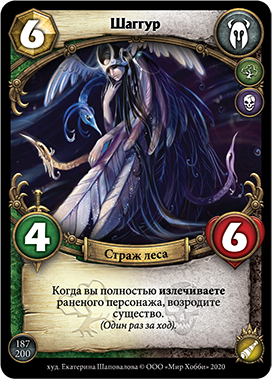 6
Шаггур
4
Страж леса
6
Когда вы полностью излечиваете
раненого персонажа, возродите
существо.
(Один раз за ход).
187
200
худ. Екатерина Шаповалова © ООО «Мир Хобби» 2020